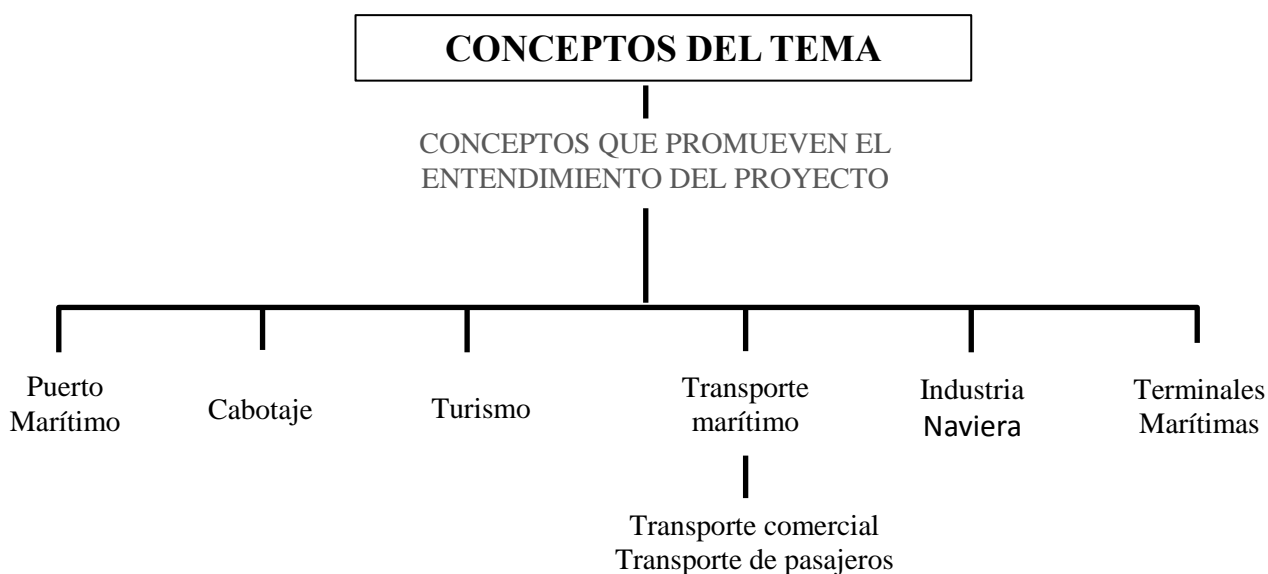 CONCEPTOS DEL TEMA
CONCEPTOS QUE PROMUEVEN EL
ENTENDIMIENTO DEL PROYECTO
Puerto
Marítimo
Cabotaje
Turismo
Transporte
marítimo
Industria
Naviera
Terminales
Marítimas
Transporte comercial
Transporte de pasajeros